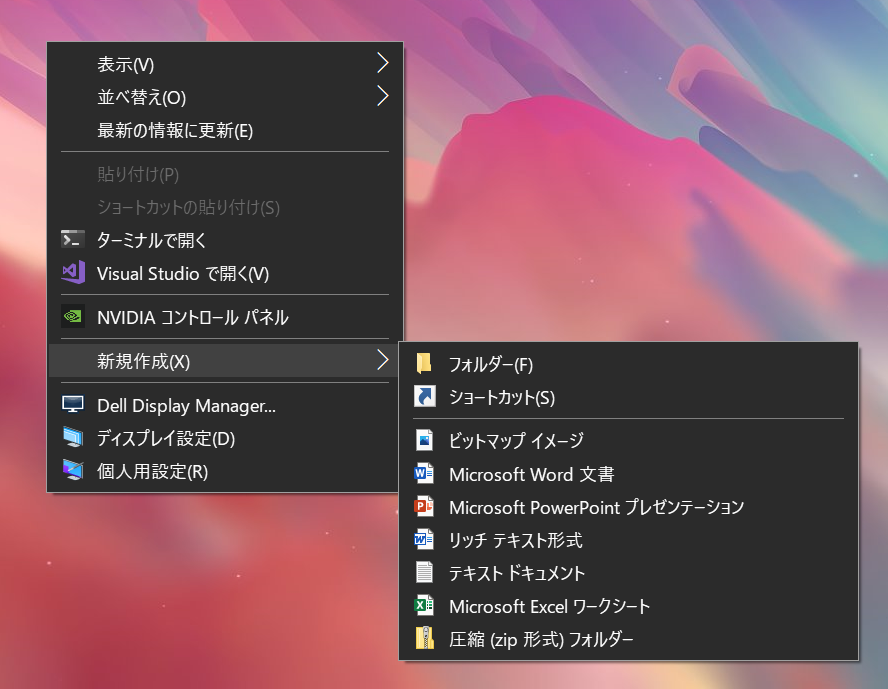 表示(V)
並べ替え(O)
最新の情報に更新(E)
貼り付け(P)
ショートカットの貼り付け(S)
ターミナルで開く
Visual Studio で開く(V)
NVIDIA コントロール パネル
新規作成(X)
Dell Display Manager...
ディスプレイ設定(D)
個人用設定(R)
フォルダー(F)
ショートカット(S)
ビットマップ イメージ
Microsoft Word 文書
Microsoft PowerPoint プレゼンテーション
リッチ テキスト形式
テキスト ドキュメント
Microsoft Excel ワークシート
圧縮 (zip 形式) フォルダー